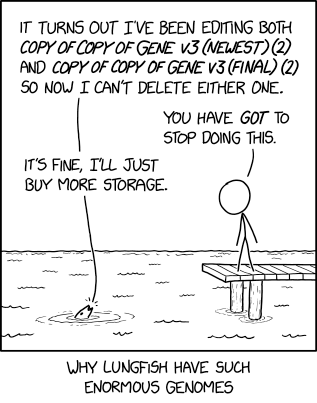 IT TURNS OUT I'VE BEEN EDITING BOTH
COPY OF COPY OF GENE v.3 (NEWEST) (2)
AND COPY OF COPY OF GENE v3 (FINAL) (2)
SO NOW I CAN'T DELETE EITHER ONE.
YOU HAVE GOT TO
STOP DOING THIS.
IT'S FINE, I'LL JUST
BUY MORE STORAGE.
WHY LUNGFISH HAVE SUCH
ENORMOUS GENOMES